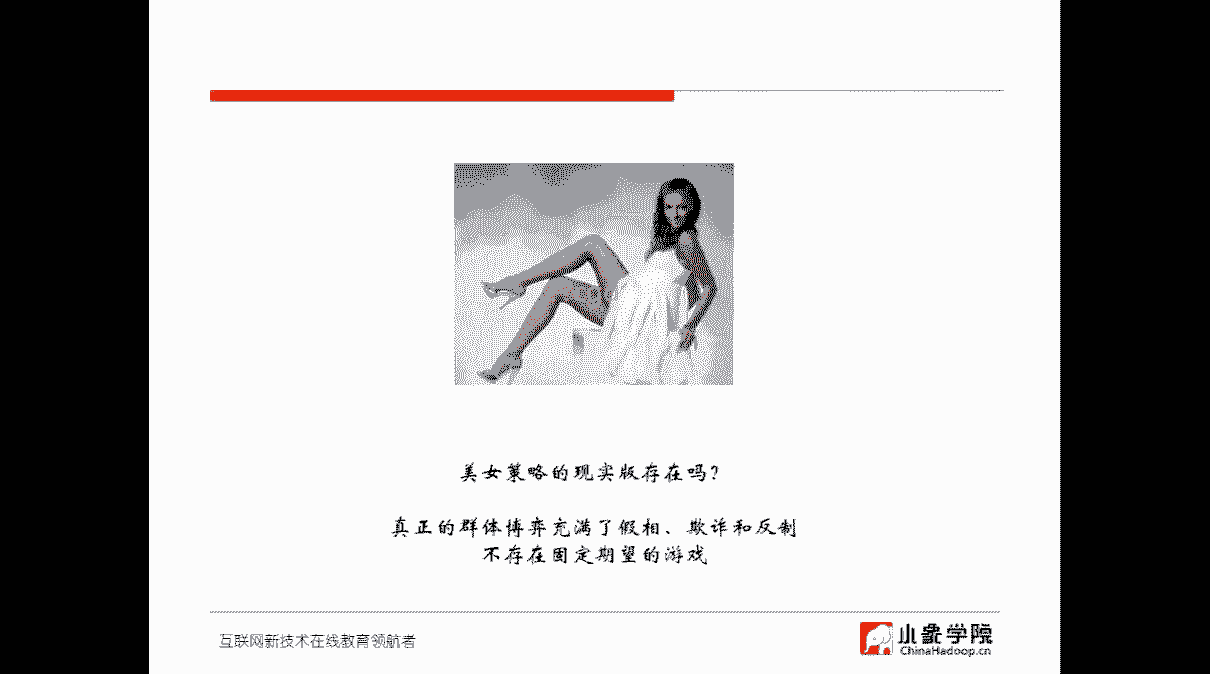 美女策略的现实版存在吗？
真正的群体博弈充满了假相、欺诈和反制
不存在固定期望的游戏
互联网新技术在线教育领航者
小象学院
ChinaHadoop.cn